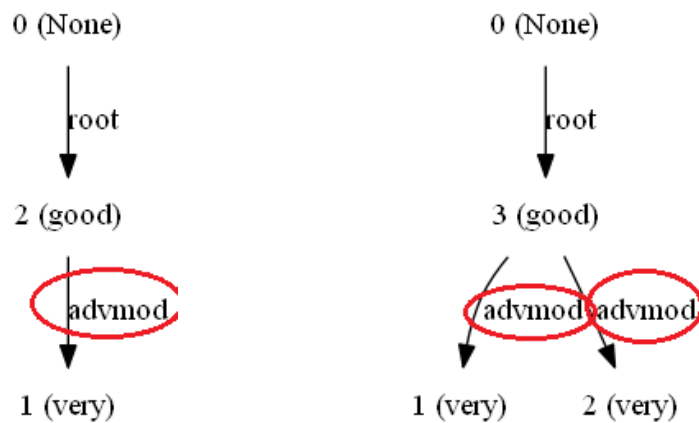 0 (None)
root
2 (good)
advmod
1 (very)
0 (None)
root
3 (good)
advmod advmod
1 (very) 2 (very)